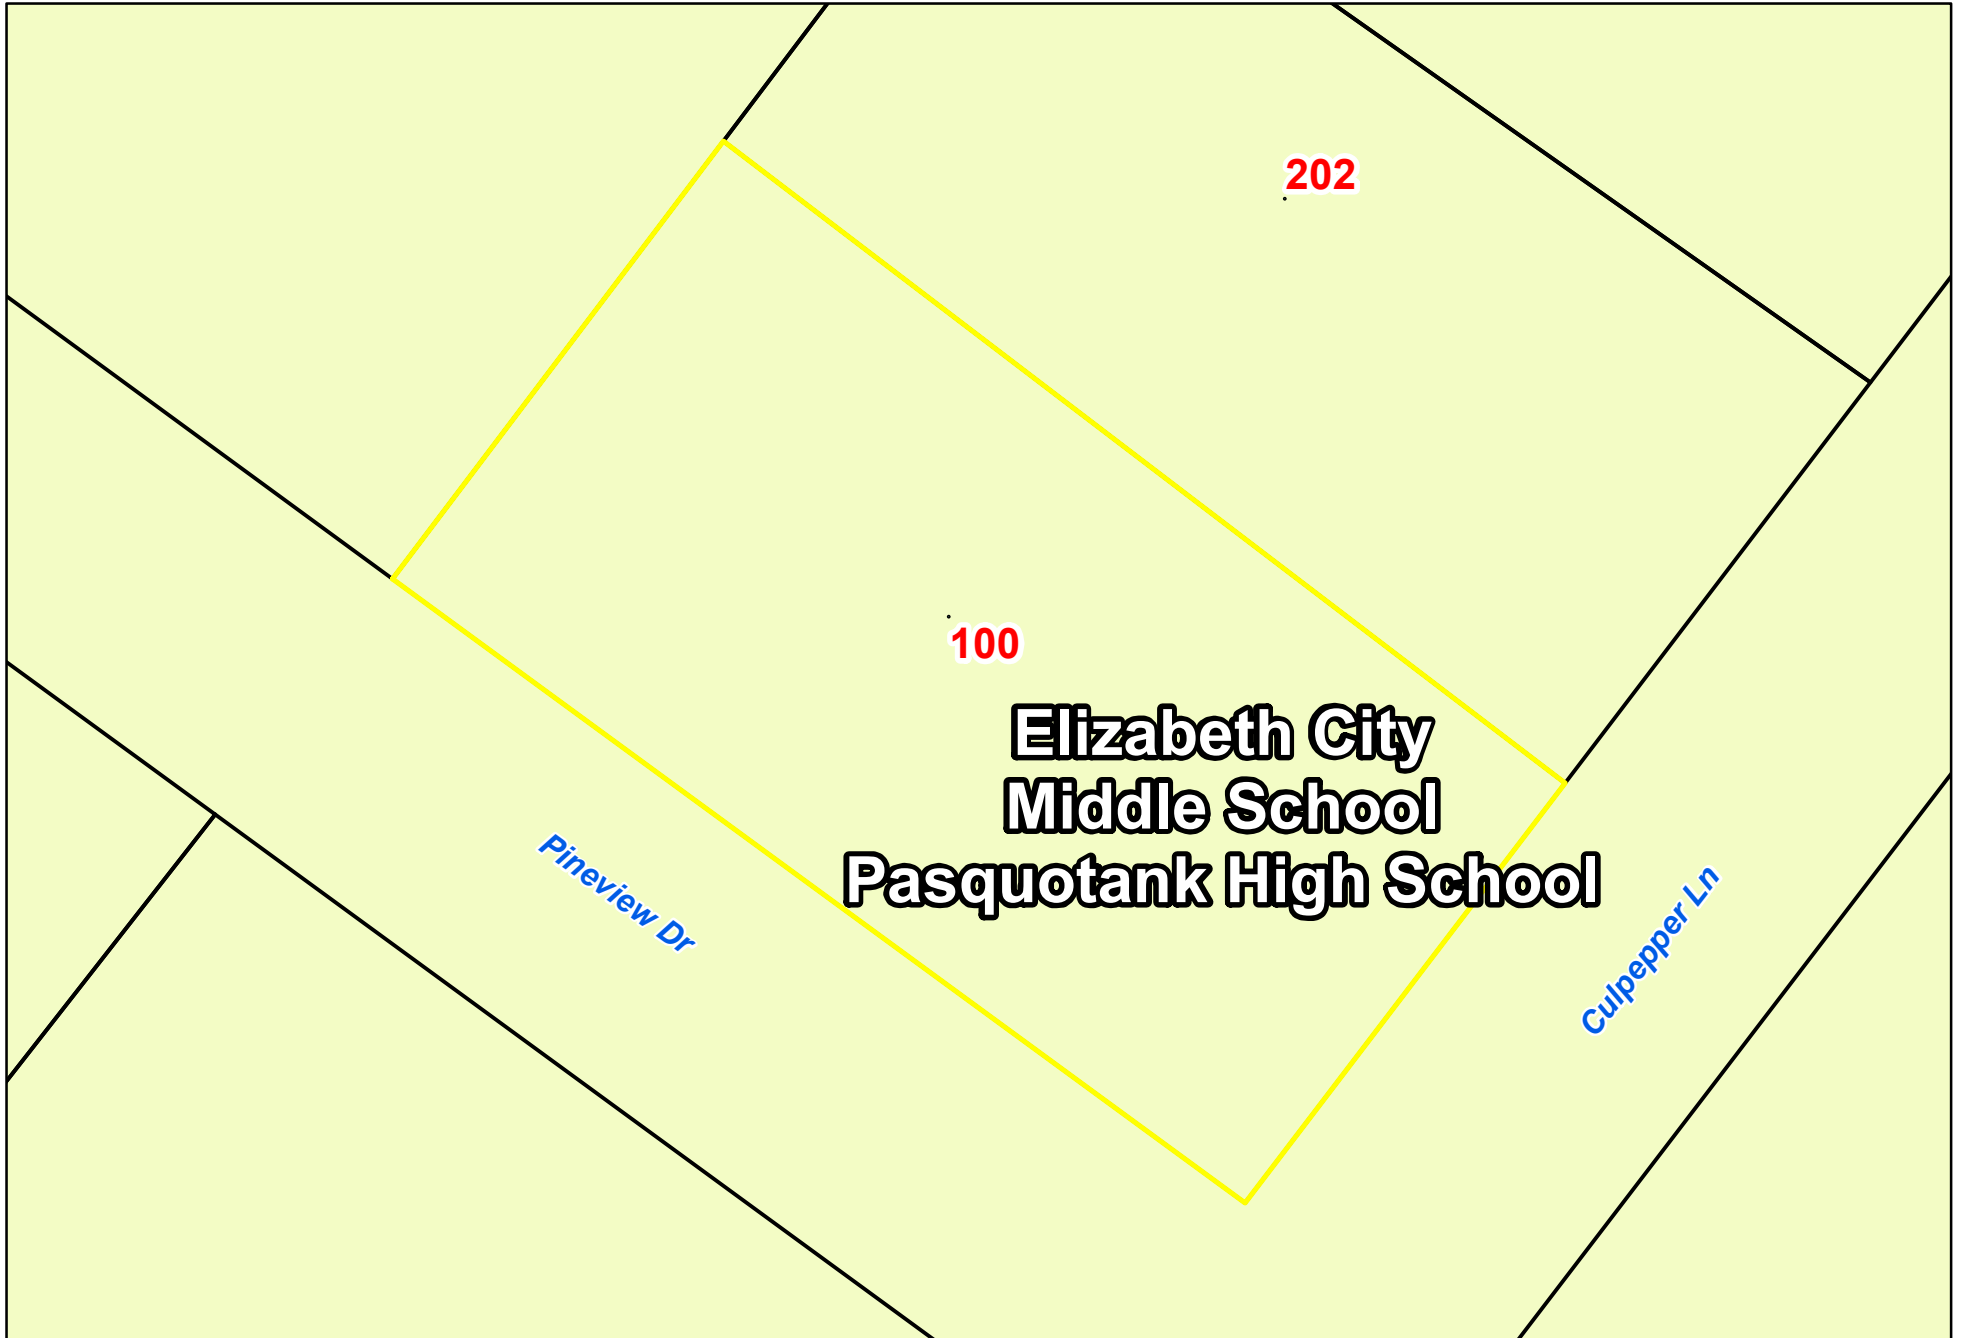 202
100
Elizabeth City
Middle School
Pasquotank High School
Pineview Dr
Culpepper Ln